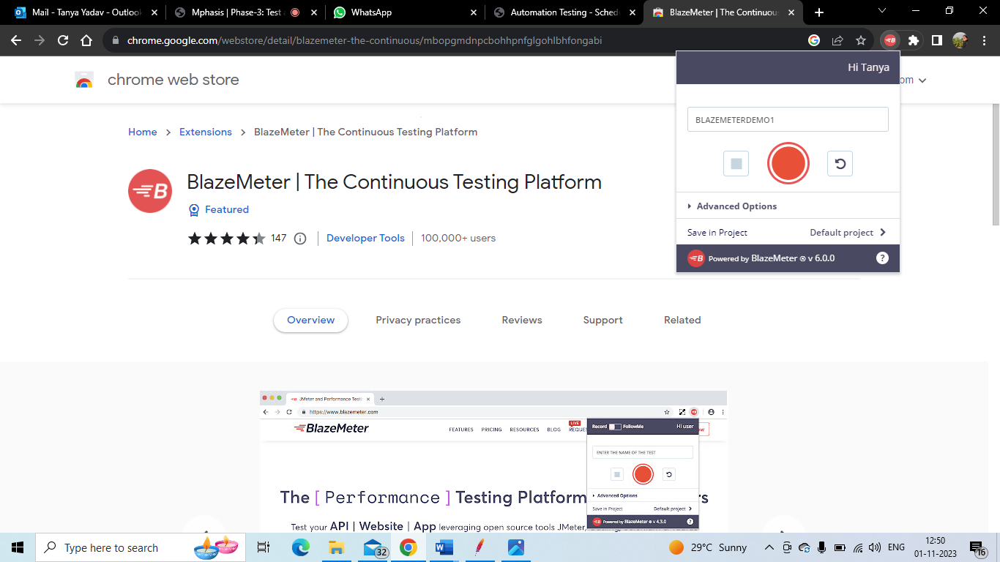 Mail - Tanya Yadav - Outlook
Mphasis | Phase-3: Test a
WhatsApp
Automation Testing - Sched
BlazeMeter | The Continuous
chrome.google.com/webstore/detail/blazemeter-the-continuous/mbopgmdnpcbohhpnfglgohlbhfongabi
Hi Tanya
chrome web store
om
BLAZEMETERDEMO1
Home
Extensions
BlazeMeter | The Continuous Testing Platform
BlazeMeter | The Continuous Testing Platform
Featured
147
Developer Tools
100,000+ users
Advanced Options
Save in Project
Default project
Powered by BlazeMeter ® v 6.0.0
?
Overview
Privacy practices
Reviews
Support
Related
JMeter and Performance Testi
https://www.blazemeter.com
BlazeMeter
FEATURES
PRICING
RESOURCES
BLOG
LIVE
REQUE
Record
FollowMe
Hi user
ow
ENTER THE NAME OF THE TEST
The [ Performance ] Testing Platform
s
Advanced Options
Save in Project
Default project
Powered by BlazeMeter ® v 4.3.0
?
Test your API | Website | App leveraging open source tools JMeter,
Type here to search
32
29°C Sunny
ENG
12:50
01-11-2023
16